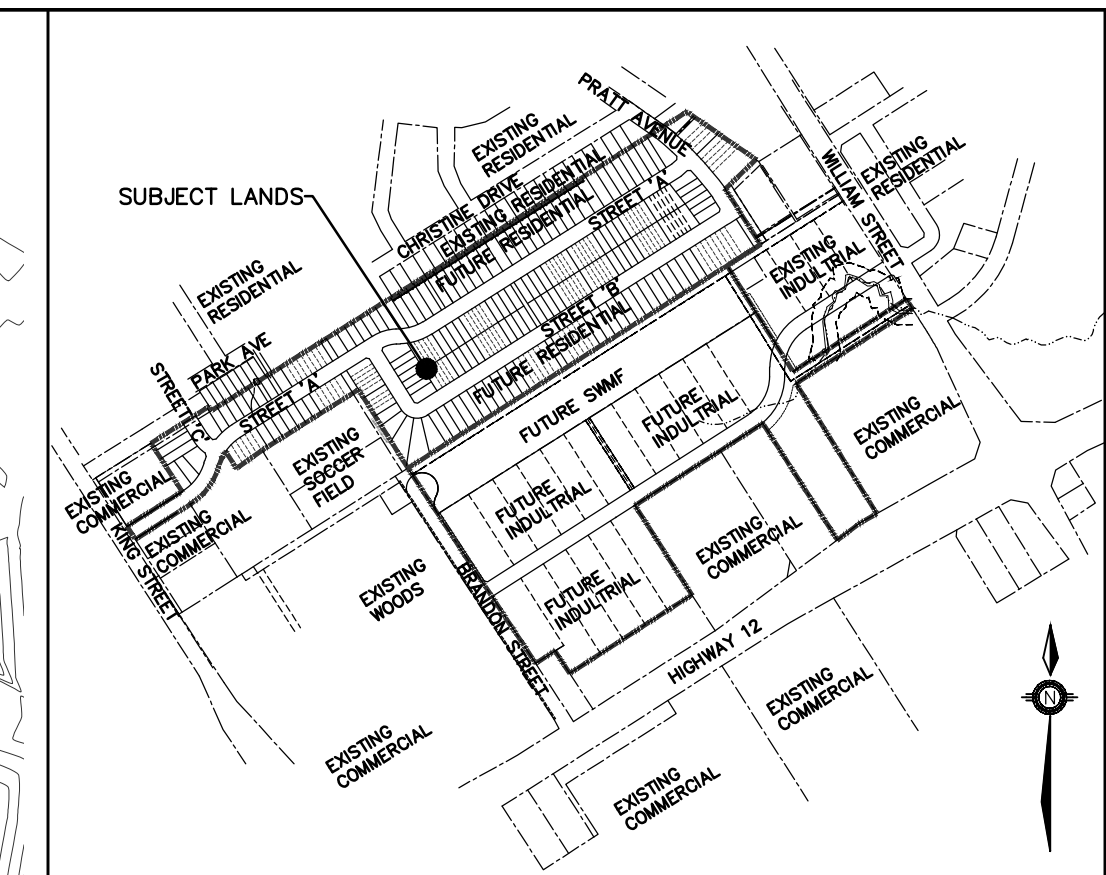 PRATT AVENUE
EXISTING
RESIDENTIAL
WILLIAM STREET
EXISTING
RESIDENTIAL
SUBJECT LANDS
CHRISTINE DRIVE
EXISTING RESIDENTIAL
FUTURE RESIDENTIAL
STREET 'A'
EXISTING
RESIDENTIAL
EXISTING
INDULTRIAL
STREET 'B'
FUTURE RESIDENTIAL
PARK AVE
STREET 'C'
STREET 'A'
FUTURE SWMF
FUTURE
INDULTRIAL
EXISTING
COMMERCIAL
EXISTING
SOCCER
FIELD
EXISTING
COMMERCIAL
EXISTING
COMMERCIAL
KING STREET
FUTURE
INDULTRIAL
EXISTING
COMMERCIAL
EXISTING
WOODS
BRANDON STREET
FUTURE
INDULTRIAL
HIGHWAY 12
EXISTING
COMMERCIAL
EXISTING
COMMERCIAL
EXISTING
COMMERCIAL
N